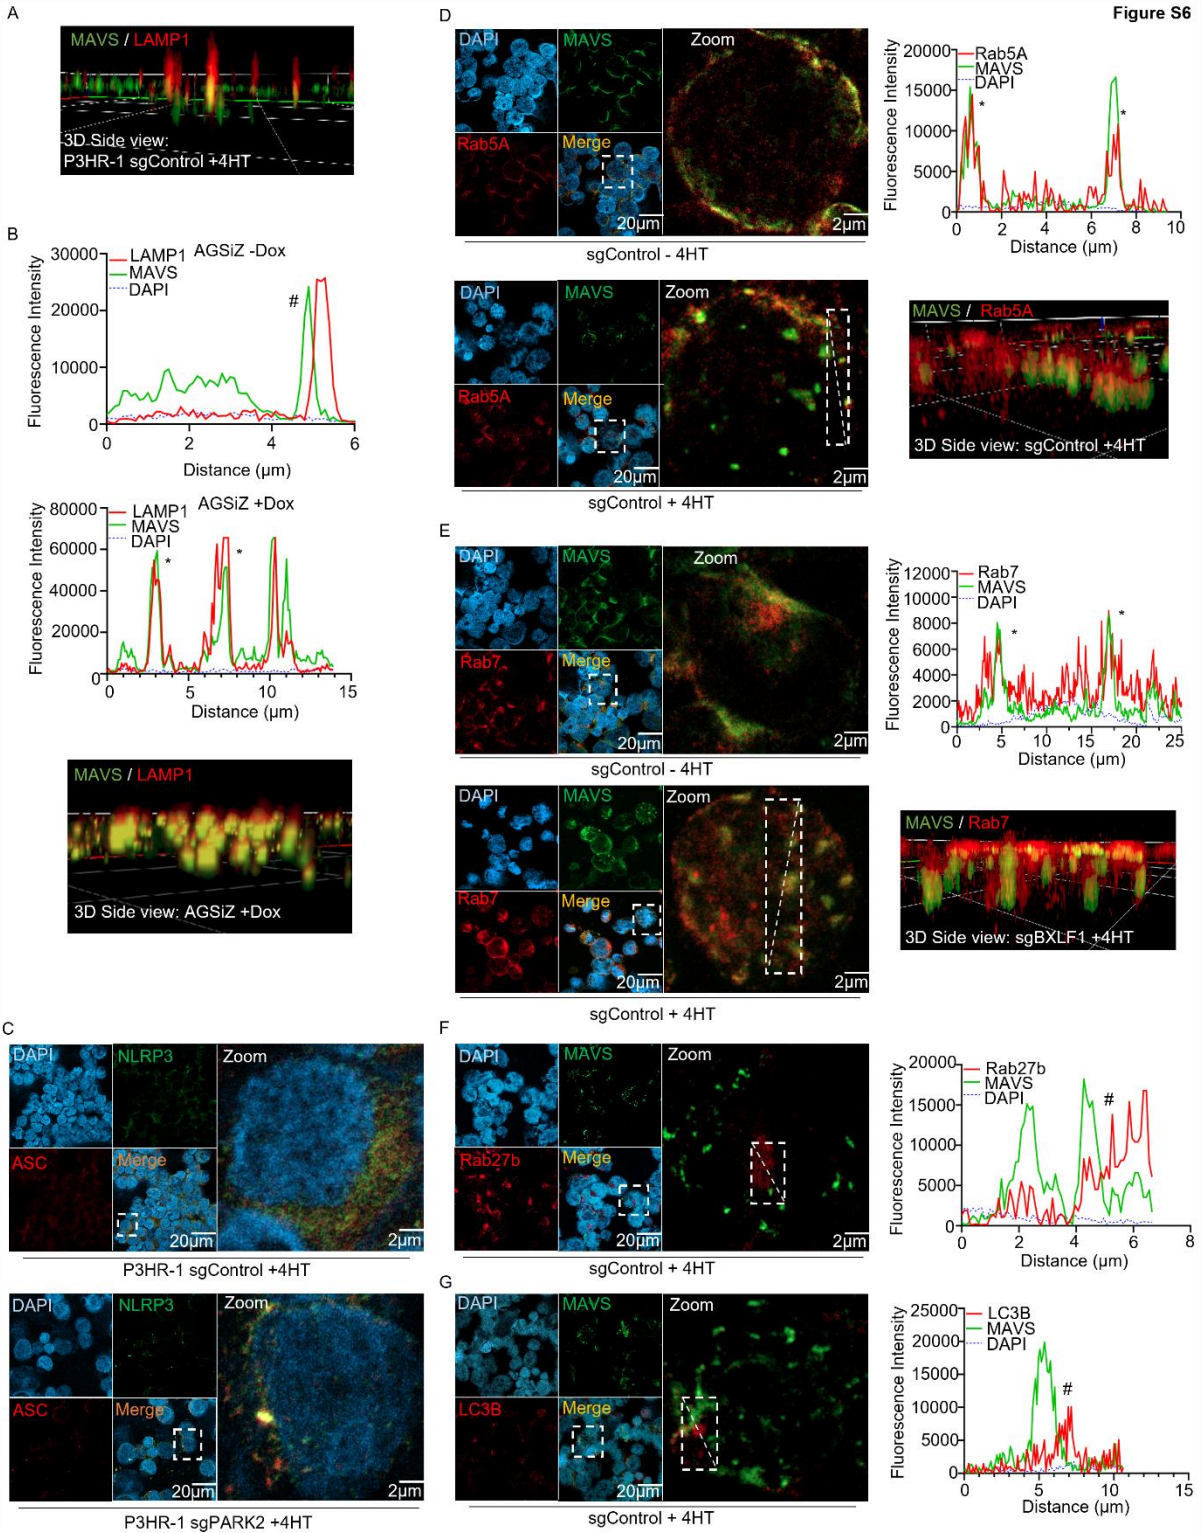 Figure S6
A
MAVS / LAMP1
3D Side view:
P3HR-1 sgControl +4HT
B
AGSiZ -Dox
LAMP1
MAVS
DAPI
#
Fluorescence Intensity
30000
20000
10000
0
0 2 4 6
Distance (µm)
AGSiZ +Dox
LAMP1
MAVS
DAPI
* *
Fluorescence Intensity
80000
60000
40000
20000
0
0 5 10 15
Distance (µm)
MAVS / LAMP1
3D Side view: AGSiZ +Dox
C
DAPI NLRP3 Zoom
ASC Merge
20µm 2µm
P3HR-1 sgControl +4HT
DAPI NLRP3 Zoom
ASC Merge
20µm 2µm
P3HR-1 sgPARK2 +4HT
D
DAPI MAVS Zoom
Rab5A Merge
20µm 2µm
sgControl - 4HT
Rab5A
MAVS
DAPI
* *
Fluorescence Intensity
20000
15000
10000
5000
0
0 2 4 6 8 10
Distance (µm)
DAPI MAVS Zoom
Rab5A Merge
20µm 2µm
sgControl + 4HT
MAVS / Rab5A
3D Side view: sgControl +4HT
E
DAPI MAVS Zoom
Rab7 Merge
20µm 2µm
sgControl - 4HT
Rab7
MAVS
DAPI
* *
Fluorescence Intensity
12000
10000
8000
6000
4000
2000
0
0 5 10 15 20 25
Distance (µm)
DAPI MAVS Zoom
Rab7 Merge
20µm 2µm
sgControl + 4HT
MAVS / Rab7
3D Side view: sgBXLF1 +4HT
F
DAPI MAVS Zoom
Rab27b Merge
20µm 2µm
sgControl + 4HT
Rab27b
MAVS
DAPI
#
Fluorescence Intensity
20000
15000
10000
5000
0
0 2 4 6 8
Distance (µm)
G
DAPI MAVS Zoom
LC3B Merge
20µm 2µm
sgControl + 4HT
LC3B
MAVS
DAPI
#
Fluorescence Intensity
25000
20000
15000
10000
5000
0
0 5 10 15
Distance (µm)